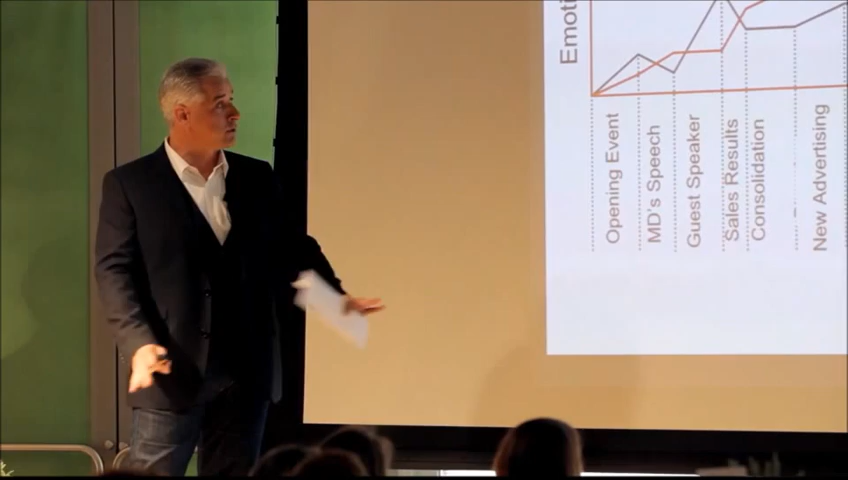 Emoti
Opening Event
MD's Speech
Guest Speaker
Sales Results
Consolidation
New Advertising